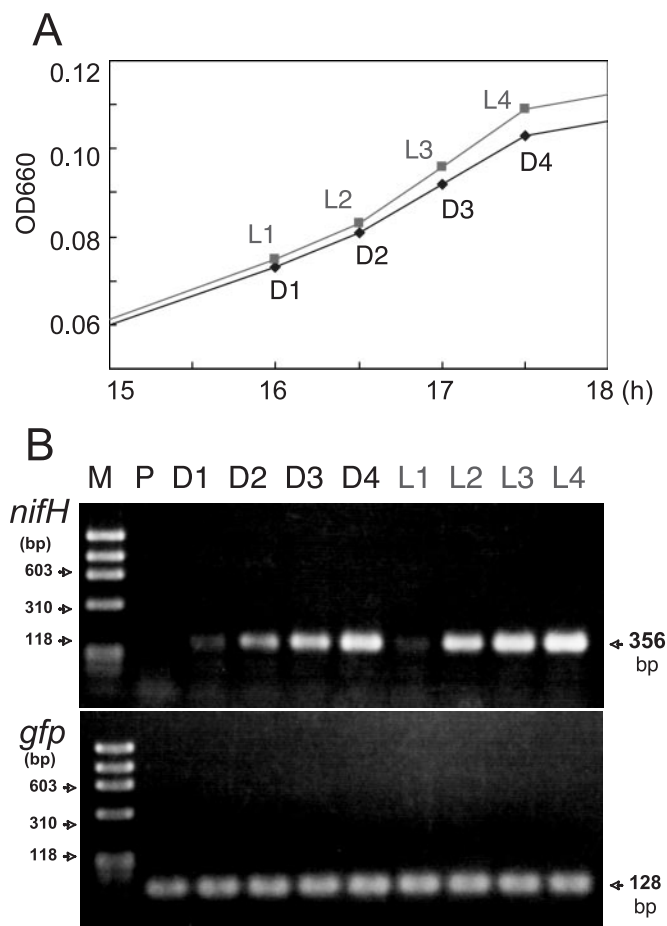 A
OD660
0.12
0.10
0.08
0.06
L1
L2
L3
L4
D1
D2
D3
D4
15 16 17 18 (h)
B
M P D1 D2 D3 D4 L1 L2 L3 L4
nifH
(bp)
603
310
118
356
bp
gfp
(bp)
603
310
118
128
bp